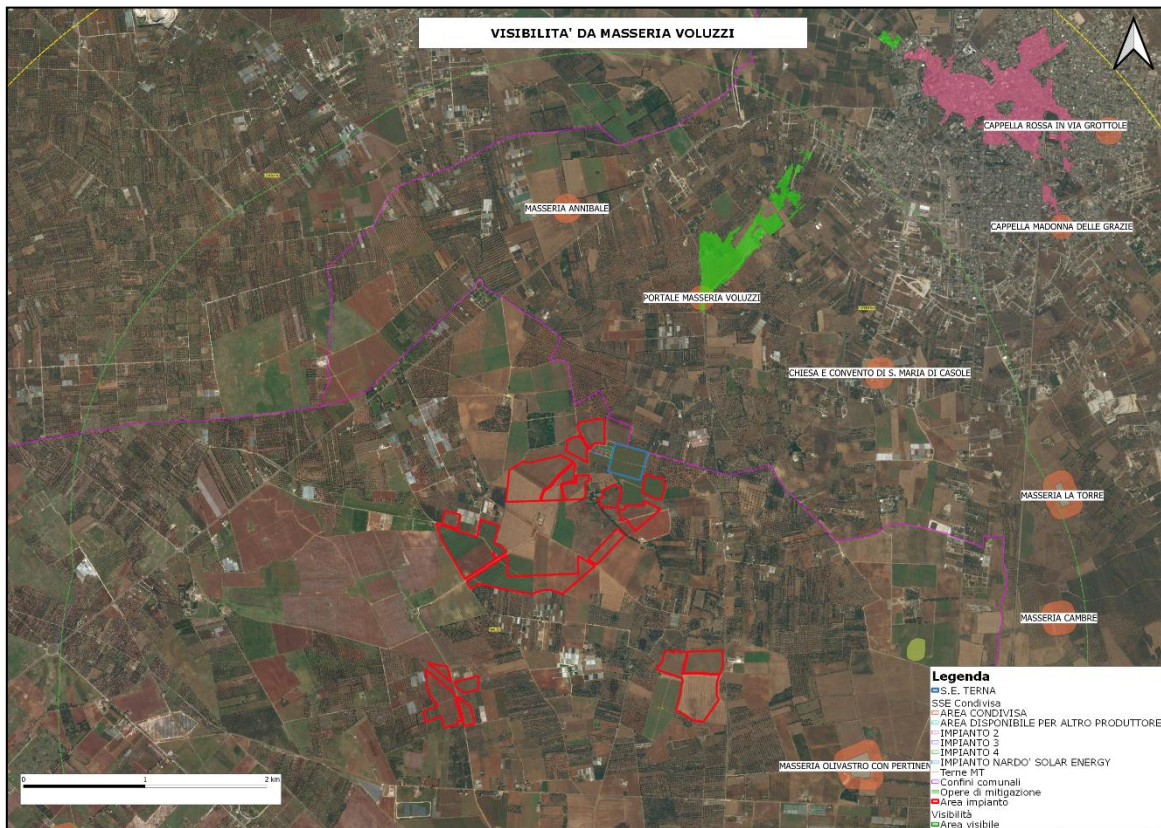 VISIBILITA' DA MASSERIA VOLUZZI
CAPPELLA ROSSA IN VIA GROTTOLE
MASSERIA ANNIBALE
CAPPELLA MADONNA DELLE GRAZIE
PORTALE MASSERIA VOLUZZI
CHIESA E CONVENTO DI S. MARIA DI CASOLE
MASSERIA LA TORRE
MASSERIA CAMBRE
MASSERIA OLIVASTRO CON PERTINEN
Legenda
S.E. TERNA
SSE Condivisa
AREA CONDIVISA
AREA DISPONIBILE PER ALTRO PRODUTTORE
IMPIANTO 2
IMPIANTO 3
IMPIANTO 4
IMPIANTO NARDO' SOLAR ENERGY
Terne MT
Confini comunali
Opere di mitigazione
Area impianto
Visibilità
Area visibile
0 1 2 km